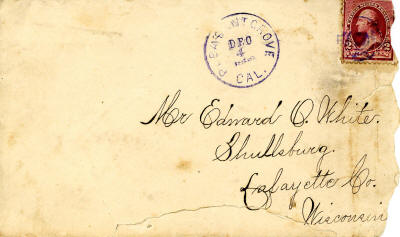 PLEASANT GROVE
DEC
4
CAL.
Mr Edward O. White.
Shullsburg.
Lafayette Co.
Wisconsin